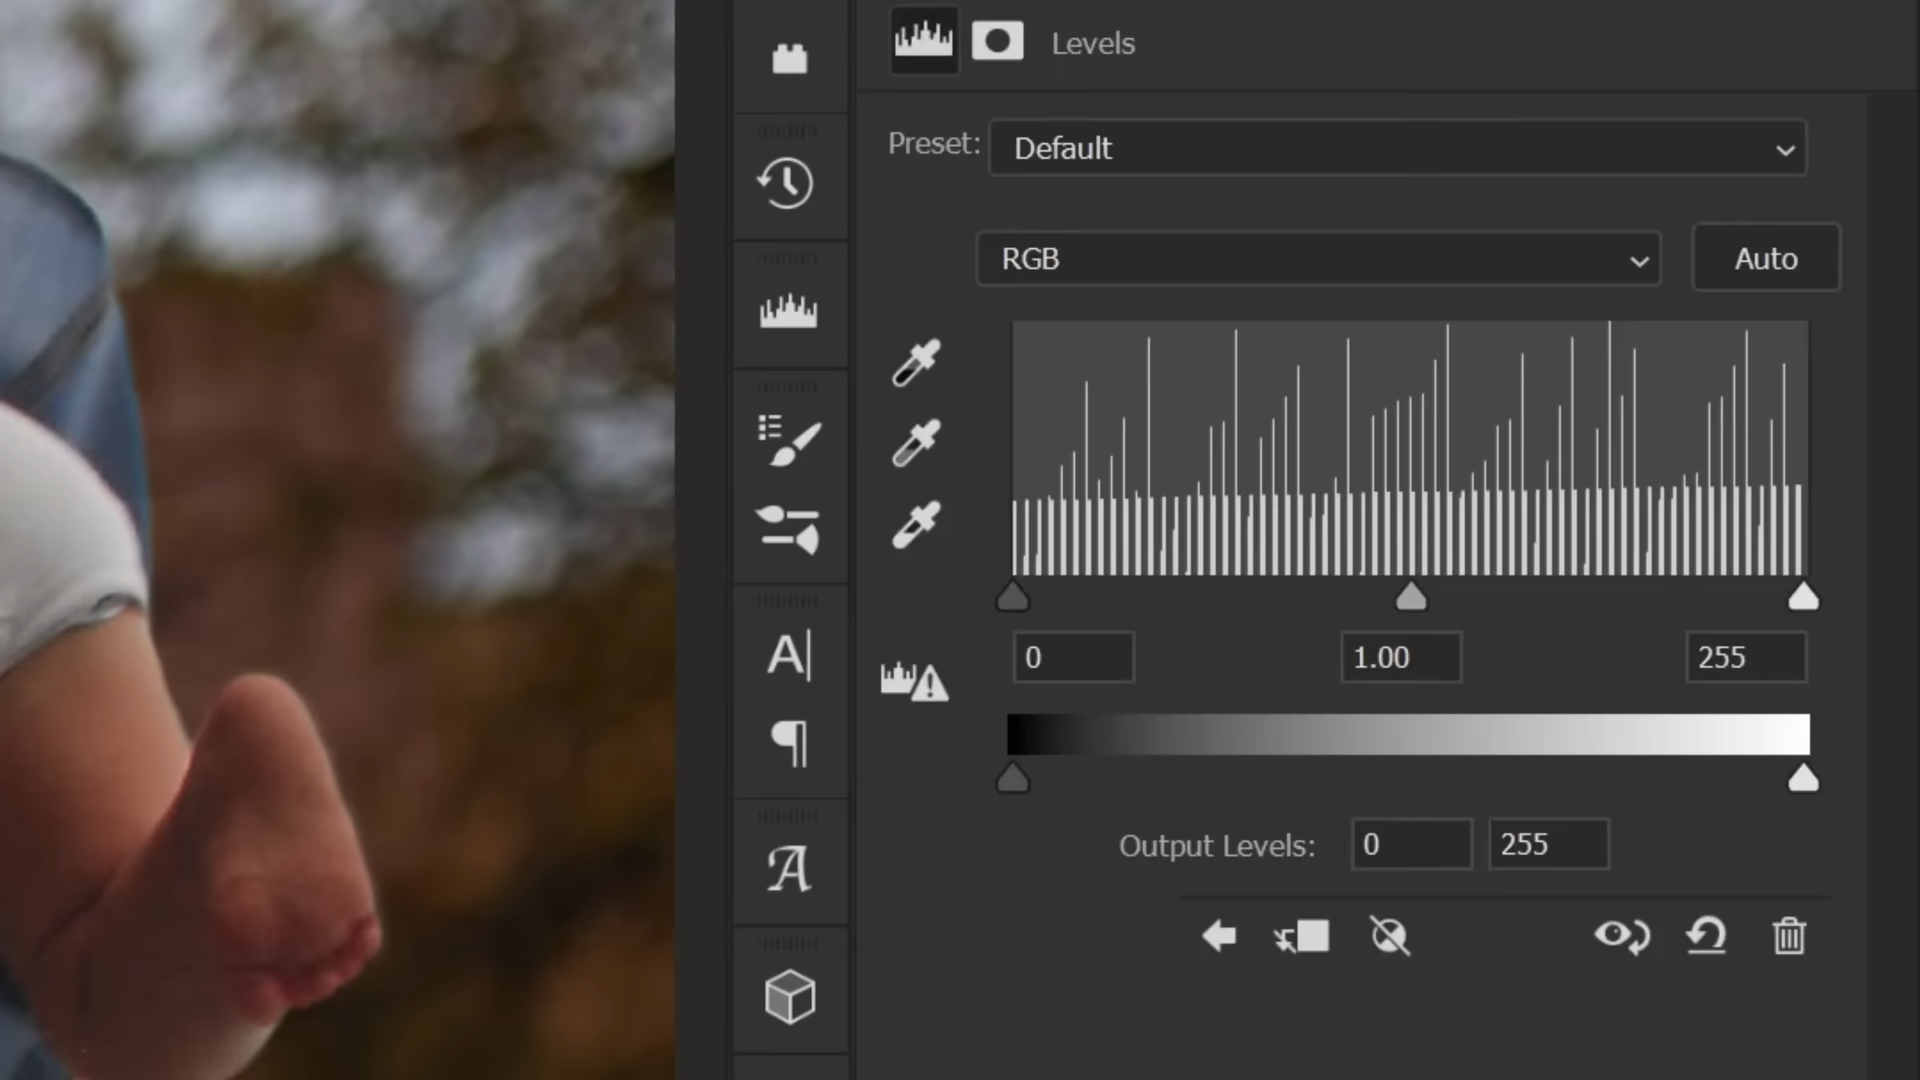 Levels
Preset: Default
RGB
Auto
0
1.00
255
Output Levels: 0 255